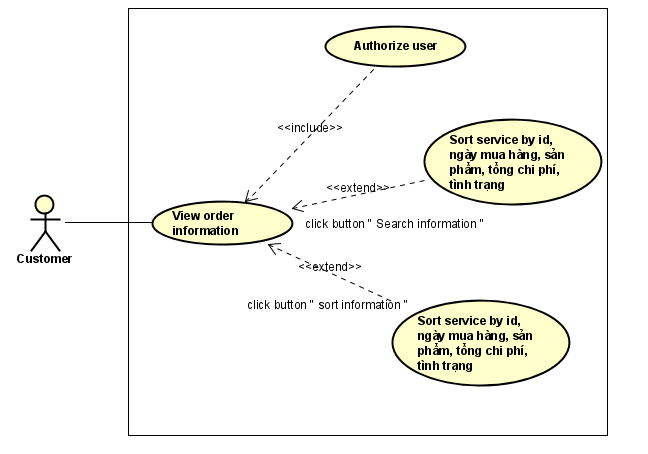 Authorize user
<<include>>
Sort service by id,
ngày mua hàng, sản
phẩm, tổng chi phí,
tình trạng
<<extend>>
View order
information
click button " Search information "
Customer
<<extend>>
click button " sort information "
Sort service by id,
ngày mua hàng, sản
phẩm, tổng chi phí,
tình trạng